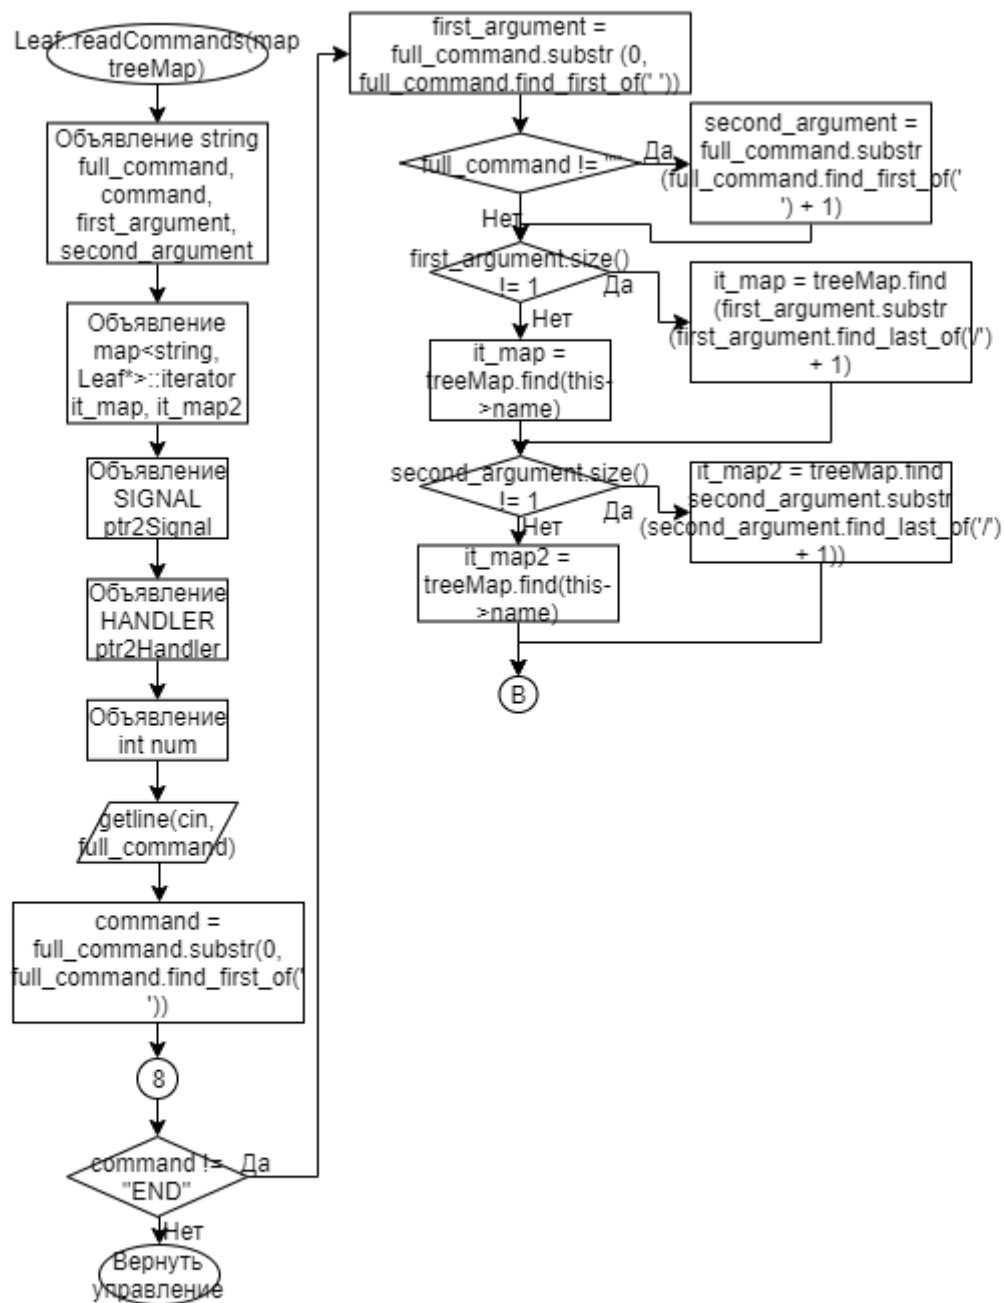 Leaf::readCommands(map
treeMap)
Объявление string
full_command,
command,
first_argument,
second_argument
Объявление
map<string,
Leaf*>::iterator
it_map, it_map2
Объявление
SIGNAL
ptr2Signal
Объявление
HANDLER
ptr2Handler
Объявление
int num
getline(cin,
full_command)
command =
full_command.substr(0,
full_command.find_first_of('
'))
8
command !=
"END"
Да
Нет
Вернуть
управление
first_argument =
full_command.substr (0,
full_command.find_first_of(' '))
full_command != ""
Да
second_argument =
full_command.substr
(full_command.find_first_of('
') + 1)
Нет
first_argument.size()
!= 1
Да
it_map = treeMap.find
(first_argument.substr
(first_argument.find_last_of('/')
+ 1)
Нет
it_map =
treeMap.find(this-
>name)
second_argument.size()
!= 1
Да
it_map2 = treeMap.find
second_argument.substr
(second_argument.find_last_of('/')
+ 1))
Нет
it_map2 =
treeMap.find(this-
>name)
B